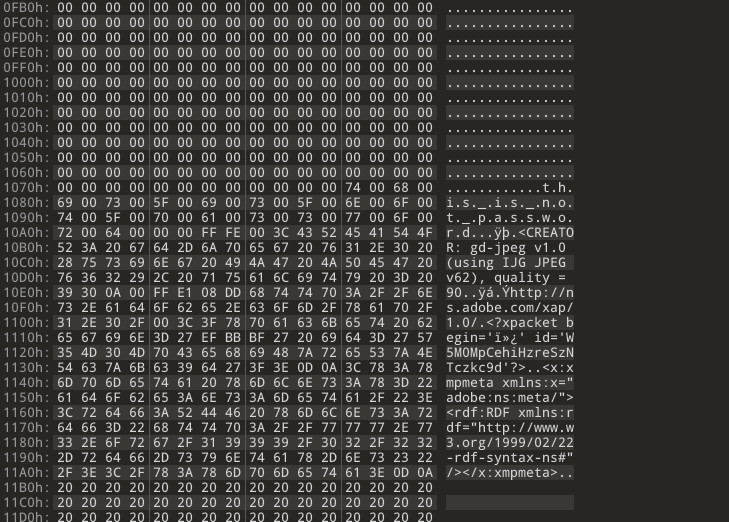 0FB0h: 00 00 00 00 00 00 00 00 00 00 00 00 00 00 00 00 ................
0FC0h: 00 00 00 00 00 00 00 00 00 00 00 00 00 00 00 00 ................
0FD0h: 00 00 00 00 00 00 00 00 00 00 00 00 00 00 00 00 ................
0FE0h: 00 00 00 00 00 00 00 00 00 00 00 00 00 00 00 00 ................
0FF0h: 00 00 00 00 00 00 00 00 00 00 00 00 00 00 00 00 ................
1000h: 00 00 00 00 00 00 00 00 00 00 00 00 00 00 00 00 ................
1010h: 00 00 00 00 00 00 00 00 00 00 00 00 00 00 00 00 ................
1020h: 00 00 00 00 00 00 00 00 00 00 00 00 00 00 00 00 ................
1030h: 00 00 00 00 00 00 00 00 00 00 00 00 00 00 00 00 ................
1040h: 00 00 00 00 00 00 00 00 00 00 00 00 00 00 00 00 ................
1050h: 00 00 00 00 00 00 00 00 00 00 00 00 00 00 00 00 ................
1060h: 00 00 00 00 00 00 00 00 00 00 00 00 00 00 00 00 ................
1070h: 00 00 00 00 00 00 00 00 00 00 00 00 74 00 68 00 ............t.h.
1080h: 69 00 73 00 5F 00 69 00 73 00 5F 00 6E 00 6F 00 i.s._.i.s._.n.o.
1090h: 74 00 5F 00 70 00 61 00 73 00 73 00 77 00 6F 00 t._.p.a.s.s.w.o.
10A0h: 72 00 64 00 00 00 FF FE 00 3C 43 52 45 41 54 4F r.d...ÿþ.<CREATO
10B0h: 52 3A 20 67 64 2D 6A 70 65 67 20 76 31 2E 30 20 R: gd-jpeg v1.0
10C0h: 28 75 73 69 6E 67 20 49 4A 47 20 4A 50 45 47 20 (using IJG JPEG
10D0h: 76 36 32 29 2C 20 71 75 61 6C 69 74 79 20 3D 20 v62), quality =
10E0h: 39 30 0A 00 FF E1 08 DD 68 74 74 70 3A 2F 2F 6E 90..ÿá.Ýhttp://n
10F0h: 73 2E 61 64 6F 62 65 2E 63 6F 6D 2F 78 61 70 2F s.adobe.com/xap/
1100h: 31 2E 30 2F 00 3C 3F 78 70 61 63 6B 65 74 20 62 1.0/.<?xpacket b
1110h: 65 67 69 6E 3D 27 EF BB BF 27 20 69 64 3D 27 57 egin='ï»¿' id='W
1120h: 35 4D 30 4D 70 43 65 68 69 48 7A 72 65 53 7A 4E 5M0MpCehiHzreSzN
1130h: 54 63 7A 6B 63 39 64 27 3F 3E 0D 0A 3C 78 3A 78 Tczkc9d'?>..<x:x
1140h: 6D 70 6D 65 74 61 20 78 6D 6C 6E 73 3A 78 3D 22 mpmeta xmlns:x="
1150h: 61 64 6F 62 65 3A 6E 73 3A 6D 65 74 61 2F 22 3E adobe:ns:meta/">
1160h: 3C 72 64 66 3A 52 44 46 20 78 6D 6C 6E 73 3A 72 <rdf:RDF xmlns:r
1170h: 64 66 3D 22 68 74 74 70 3A 2F 2F 77 77 77 2E 77 df="http://www.w
1180h: 33 2E 6F 72 67 2F 31 39 39 39 2F 30 32 2F 32 32 3.org/1999/02/22
1190h: 2D 72 64 66 2D 73 79 6E 74 61 78 2D 6E 73 23 22 -rdf-syntax-ns#"
11A0h: 2F 3E 3C 2F 78 3A 78 6D 70 6D 65 74 61 3E 0D 0A /></x:xmpmeta>..
11B0h: 20 20 20 20 20 20 20 20 20 20 20 20 20 20 20 20
11C0h: 20 20 20 20 20 20 20 20 20 20 20 20 20 20 20 20
11D0h: 20 20 20 20 20 20 20 20 20 20 20 20 20 20 20 20